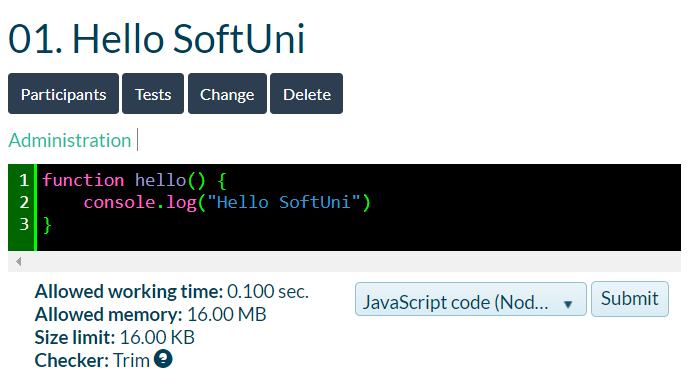 01. Hello SoftUni
Participants Tests Change Delete
Administration |
1 function hello() {
2     console.log("Hello SoftUni")
3 }
Allowed working time: 0.100 sec.
Allowed memory: 16.00 MB
Size limit: 16.00 KB
Checker: Trim ?
JavaScript code (Nod... ▼ Submit